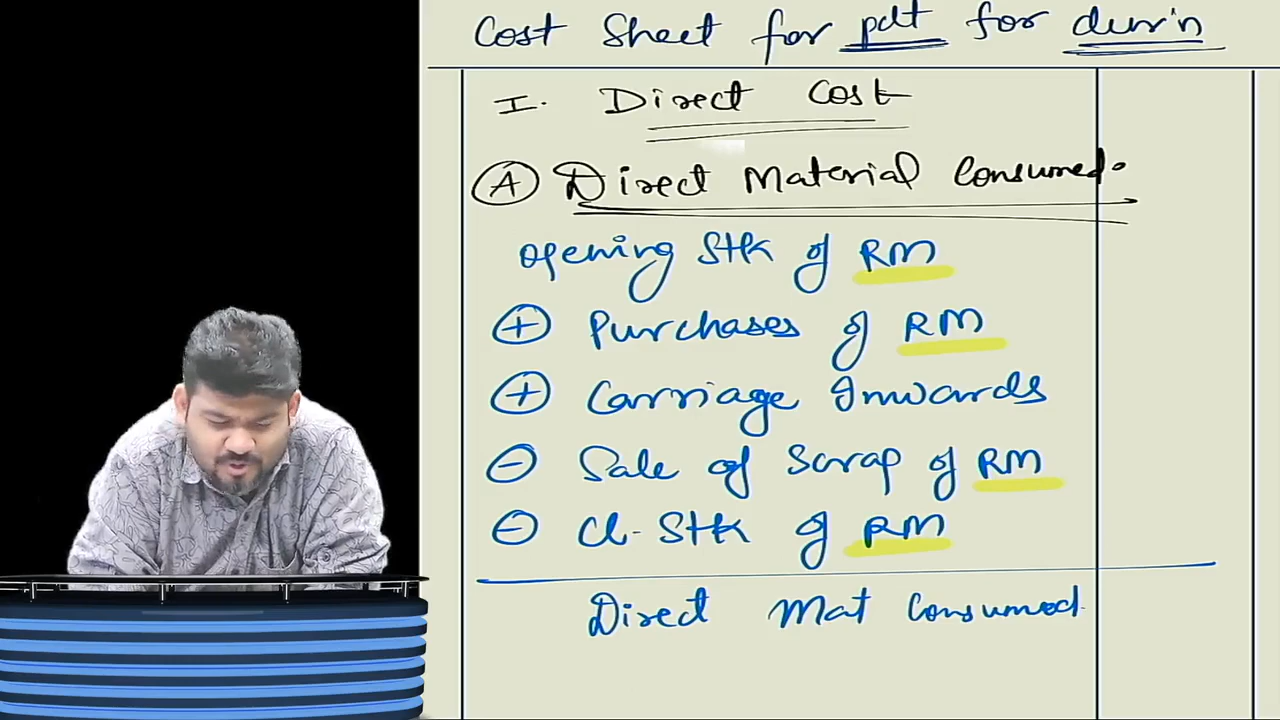 Cost Sheet for pdt for dur'n
I. Direct Cost
A Direct Material Consumed.
opening Stk of RM
+ Purchases of RM
+ Carriage Inwards
- Sale of Scrap of RM
- Cl. Stk of RM
Direct Mat Consumed